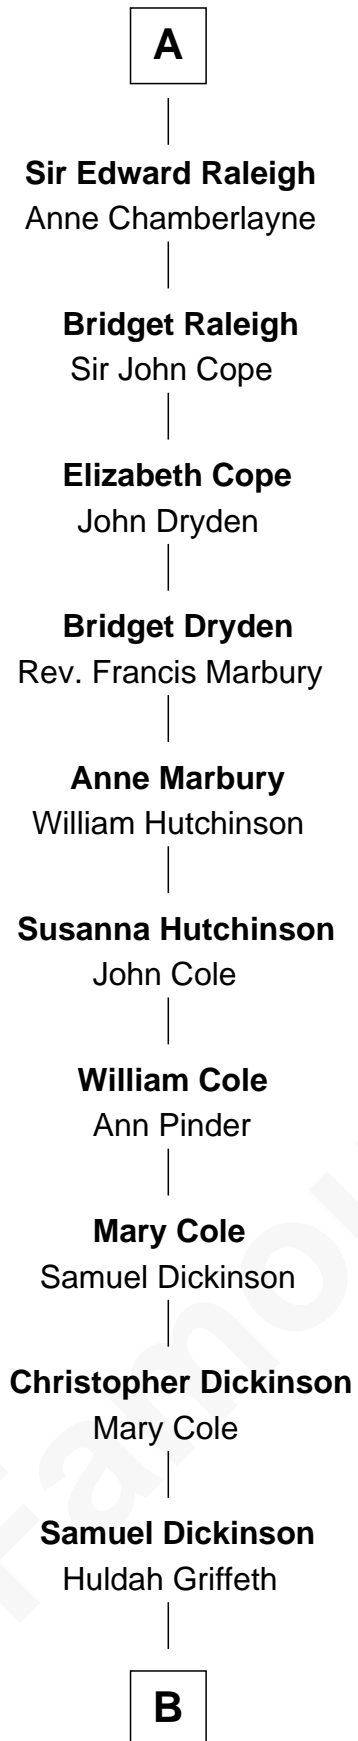 A
Sir Edward Raleigh
Anne Chamberlayne
Bridget Raleigh
Sir John Cope
Elizabeth Cope
John Dryden
Bridget Dryden
Rev. Francis Marbury
Anne Marbury
William Hutchinson
Susanna Hutchinson
John Cole
William Cole
Ann Pinder
Mary Cole
Samuel Dickinson
Christopher Dickinson
Mary Cole
Samuel Dickinson
Huldah Griffeth
B